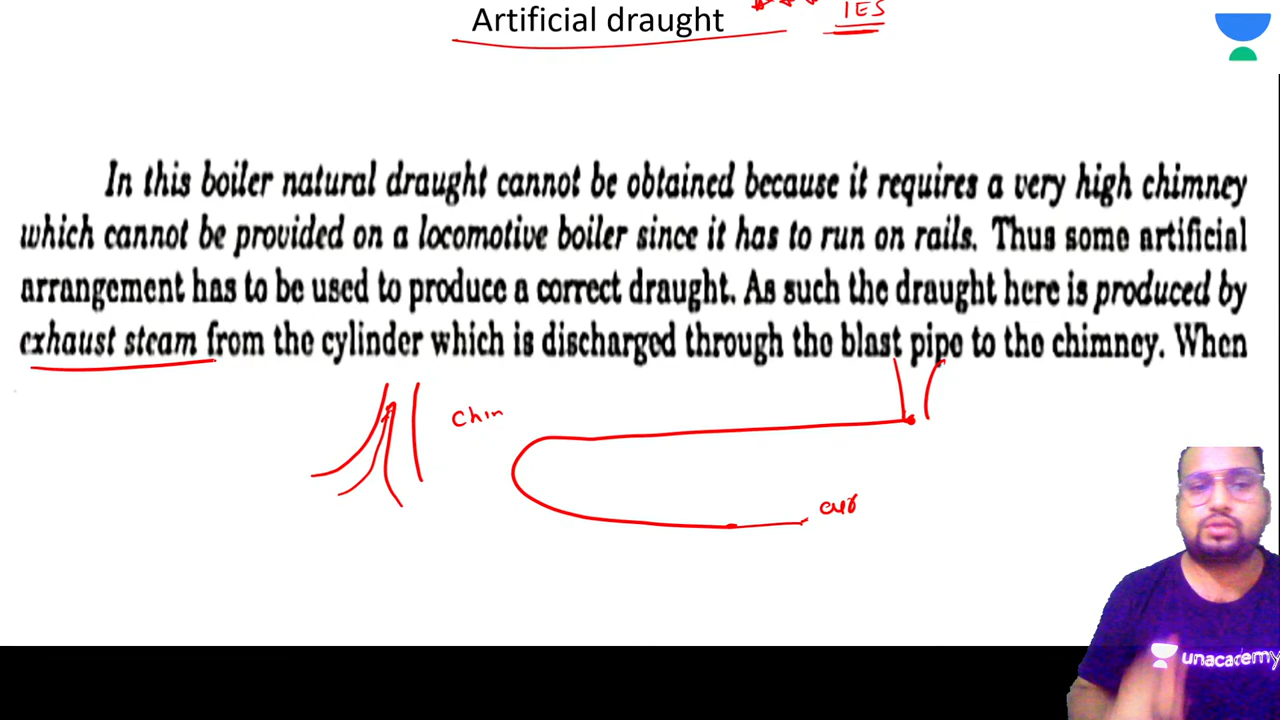 Artificial draught
IES
In this boiler natural draught cannot be obtained because it requires a very high chimney
which cannot be provided on a locomotive boiler since it has to run on rails. Thus some artificial
arrangement has to be used to produce a correct draught. As such the draught here is produced by
exhaust steam from the cylinder which is discharged through the blast pipe to the chimney. When
Chin
air
unacademy